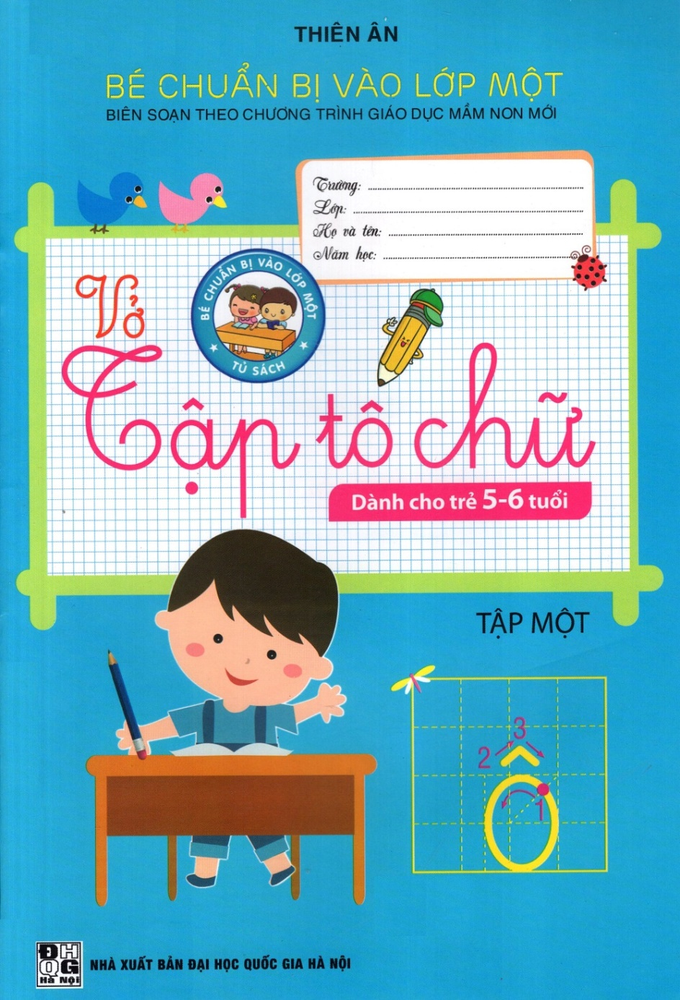 THIÊN ÂN
BÉ CHUẨN BỊ VÀO LỚP MỘT
BIÊN SOẠN THEO CHƯƠNG TRÌNH GIÁO DỤC MẦM NON MỚI
Trường:
Lớp:
Họ và tên:
Năm học:
BÉ CHUẨN BỊ VÀO LỚP MỘT
TỦ SÁCH
Vở
Tập tô chữ
Dành cho trẻ 5-6 tuổi
TẬP MỘT
3
2
1
ô
ĐHQG
Hà Nội
NHÀ XUẤT BẢN ĐẠI HỌC QUỐC GIA HÀ NỘI